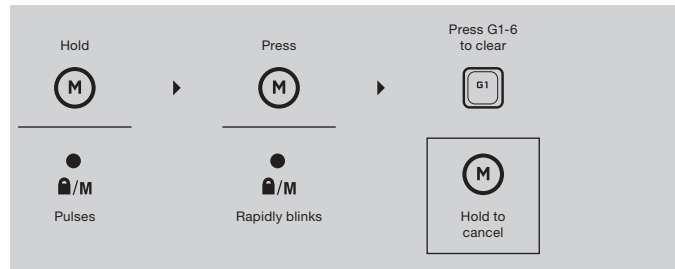 Hold
M
/M
Pulses
Press
M
/M
Rapidly blinks
Press G1-6
to clear
G1
M
Hold to
cancel